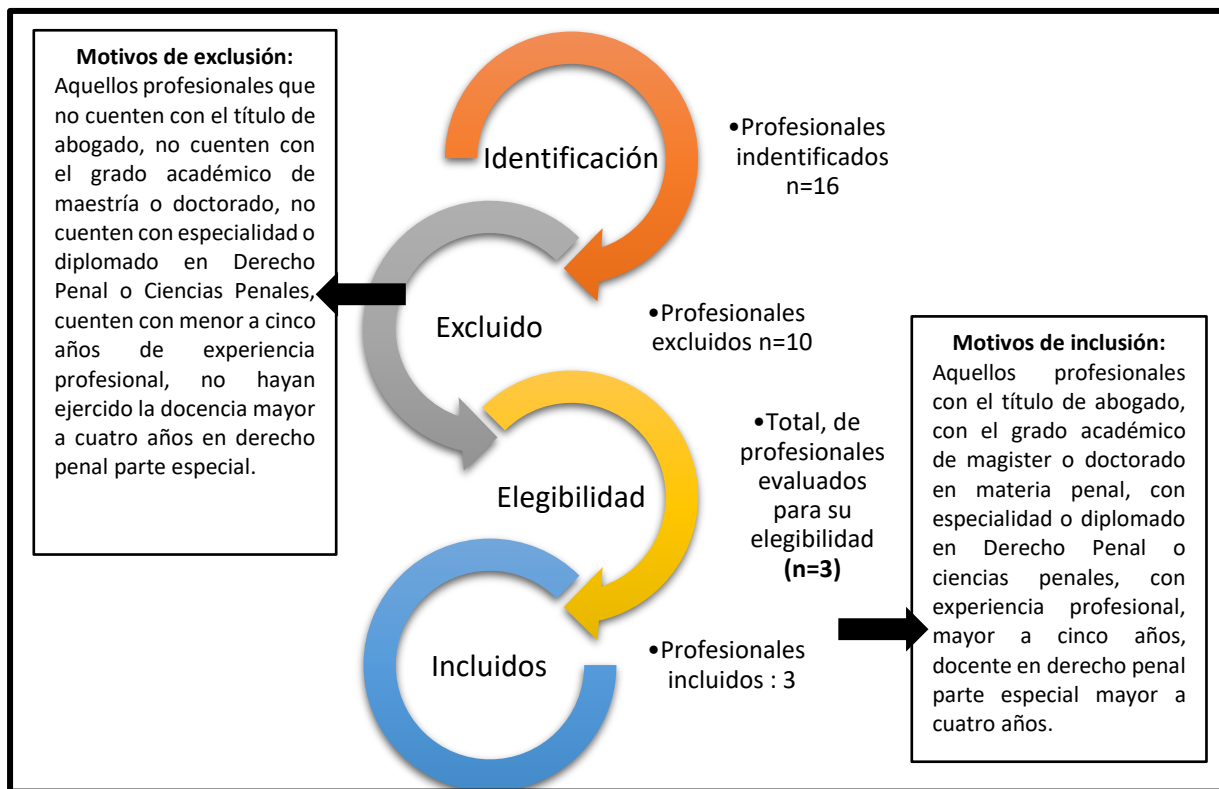 Motivos de exclusión:
Aquellos profesionales que
no cuenten con el título de
abogado, no cuenten con
el grado académico de
maestría o doctorado, no
cuenten con especialidad o
diplomado en Derecho
Penal o Ciencias Penales,
cuenten con menor a cinco
años de experiencia
profesional, no hayan
ejercido la docencia mayor
a cuatro años en derecho
penal parte especial.
Identificación
•Profesionales
indentificados
n=16
Excluido
•Profesionales
excluidos n=10
Elegibilidad
•Total, de
profesionales
evaluados
para su
elegibilidad
(n=3)
Incluidos
•Profesionales
incluidos : 3
Motivos de inclusión:
Aquellos profesionales
con el título de abogado,
con el grado académico
de magister o doctorado
en materia penal, con
especialidad o diplomado
en Derecho Penal o
ciencias penales, con
experiencia profesional,
mayor a cinco años,
docente en derecho penal
parte especial mayor a
cuatro años.